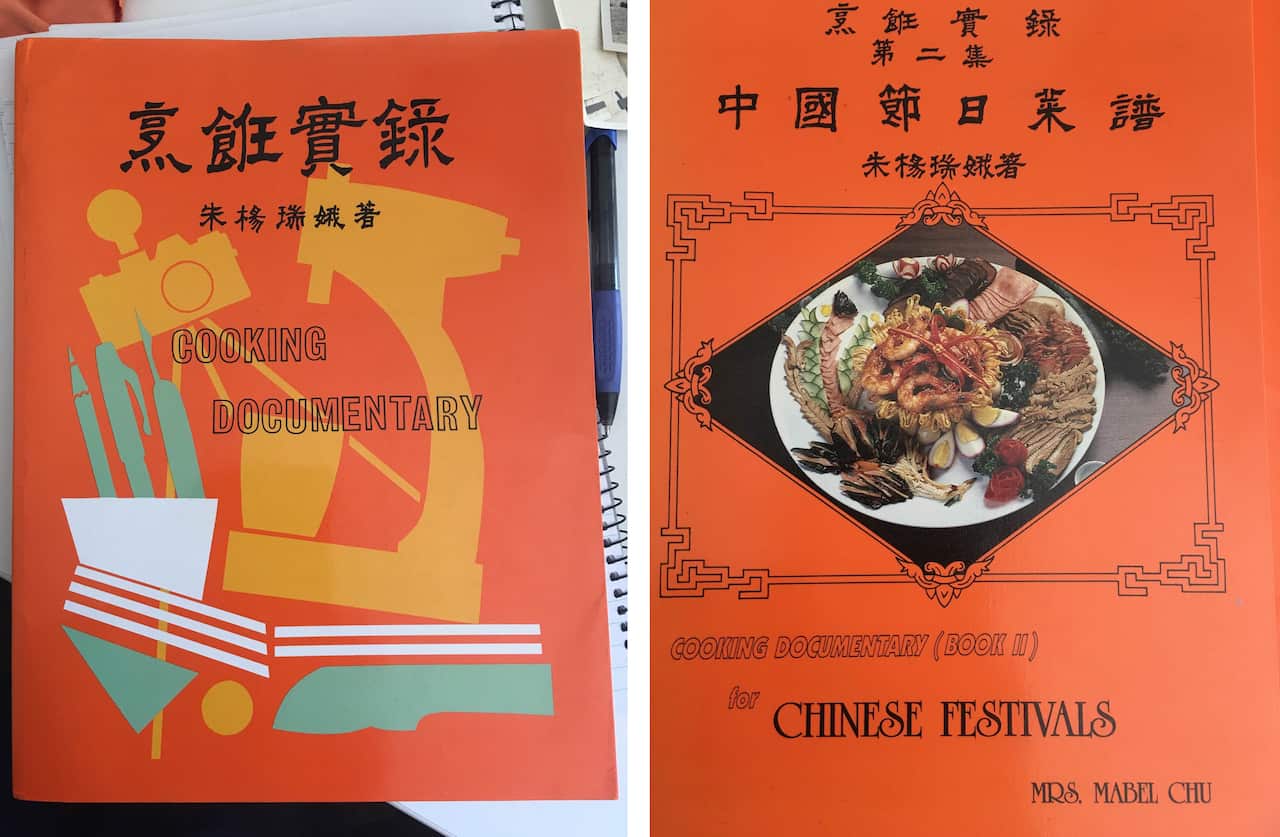 烹飪實錄
朱楊瑞娥著
COOKING
DOCUMENTARY
烹飪實錄
第二集
中國節日菜譜
朱楊瑞娥著
COOKING DOCUMENTARY (BOOK II)
for
CHINESE FESTIVALS
MRS. MABEL CHU